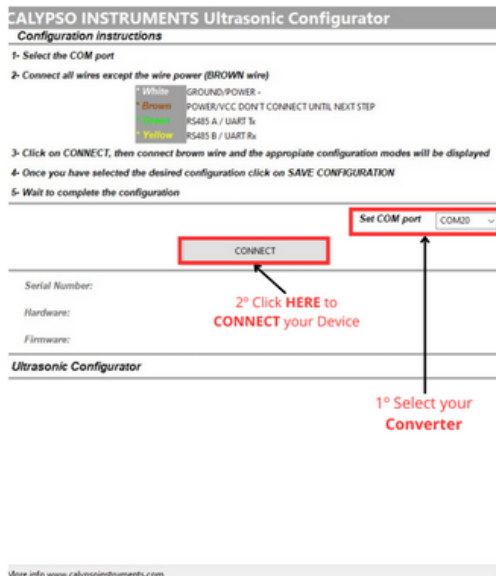 CALYPSO INSTRUMENTS Ultrasonic Configurator
Configuration instructions
1- Select the COM port
2- Connect all wires except the wire power (BROWN wire)
* White GROUND/POWER -
* Brown POWER/VCC DON'T CONNECT UNTIL NEXT STEP
* Green RS485 A / UART Tx
* Yellow RS485 B / UART Rx
3- Click on CONNECT, then connect brown wire and the appropiate configuration modes will be displayed
4- Once you have selected the desired configuration click on SAVE CONFIGURATION
5- Wait to complete the configuration
Set COM port COM20
CONNECT
Serial Number:
2º Click HERE to
CONNECT your Device
Hardware:
Firmware:
Ultrasonic Configurator
1º Select your
Converter
More info www.calypsoinstruments.com